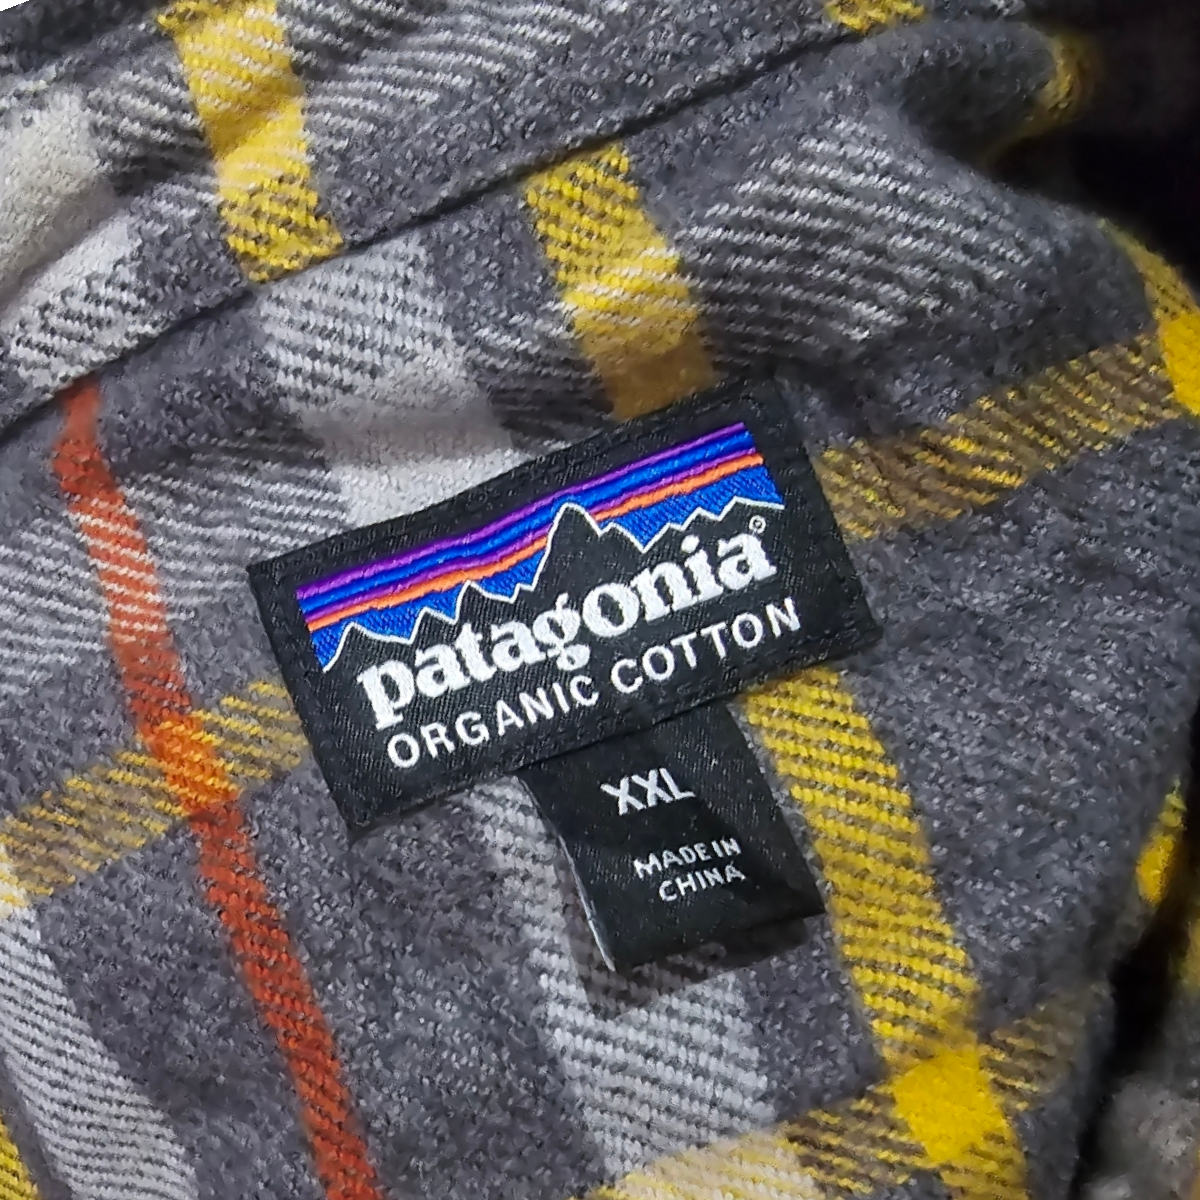 patagonia®
ORGANIC COTTON
XXL
MADE IN
CHINA